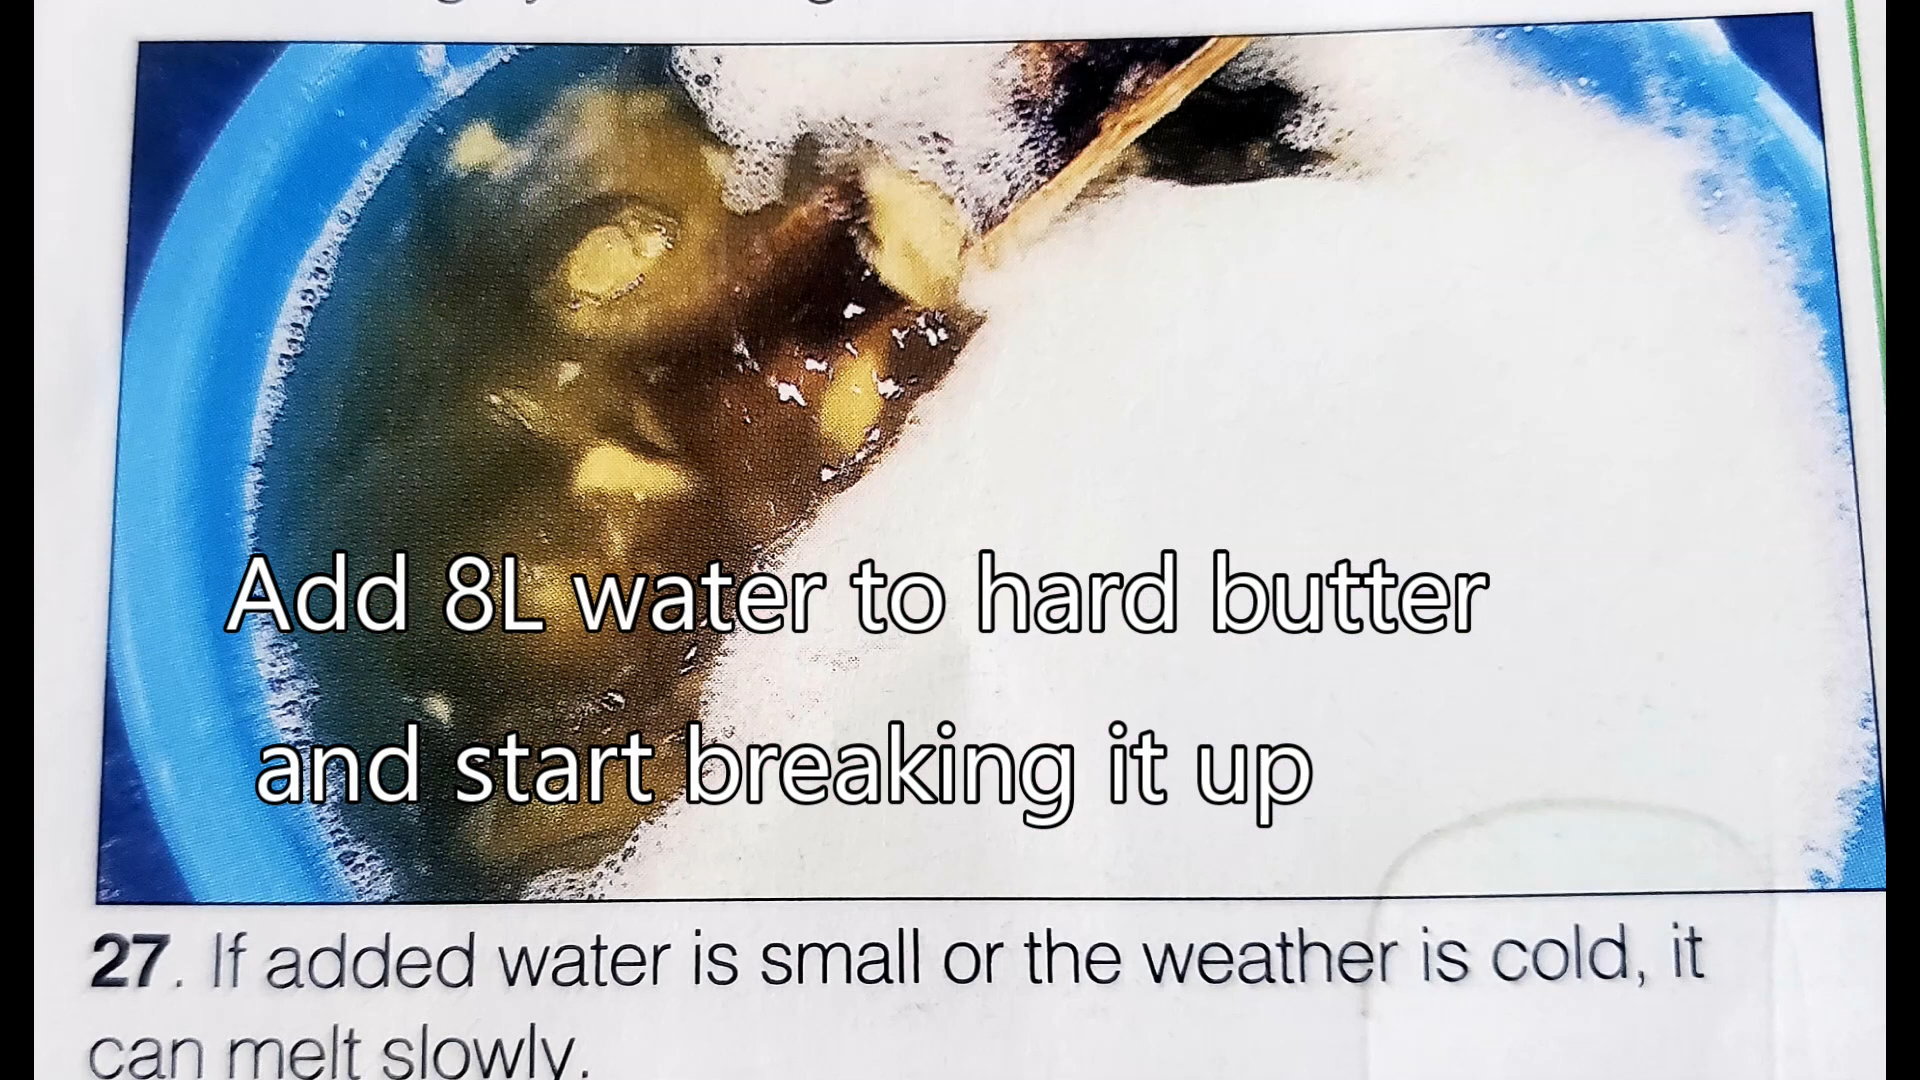 Add 8L water to hard butter
and start breaking it up
27. If added water is small or the weather is cold, it
can melt slowly.